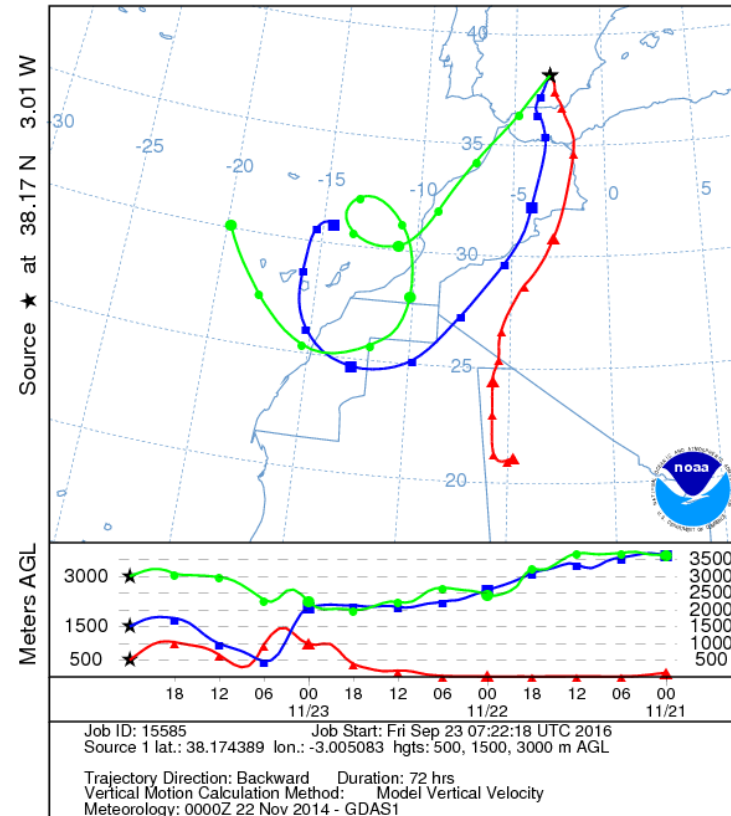 Source ★ at 38.17 N 3.01 W
40
-30
-25
-20
35
-15
-10
-5
0
5
30
25
20
noaa
Meters AGL
3000
1500
500
3500
3000
2500
2000
1500
1000
500
18 12 06 00 18 12 06 00 18 12 06 00
11/23 11/22 11/21
Job ID: 15585 Job Start: Fri Sep 23 07:22:18 UTC 2016
Source 1 lat.: 38.174389 lon.: -3.005083 hgts: 500, 1500, 3000 m AGL
Trajectory Direction: Backward Duration: 72 hrs
Vertical Motion Calculation Method: Model Vertical Velocity
Meteorology: 0000Z 22 Nov 2014 - GDAS1